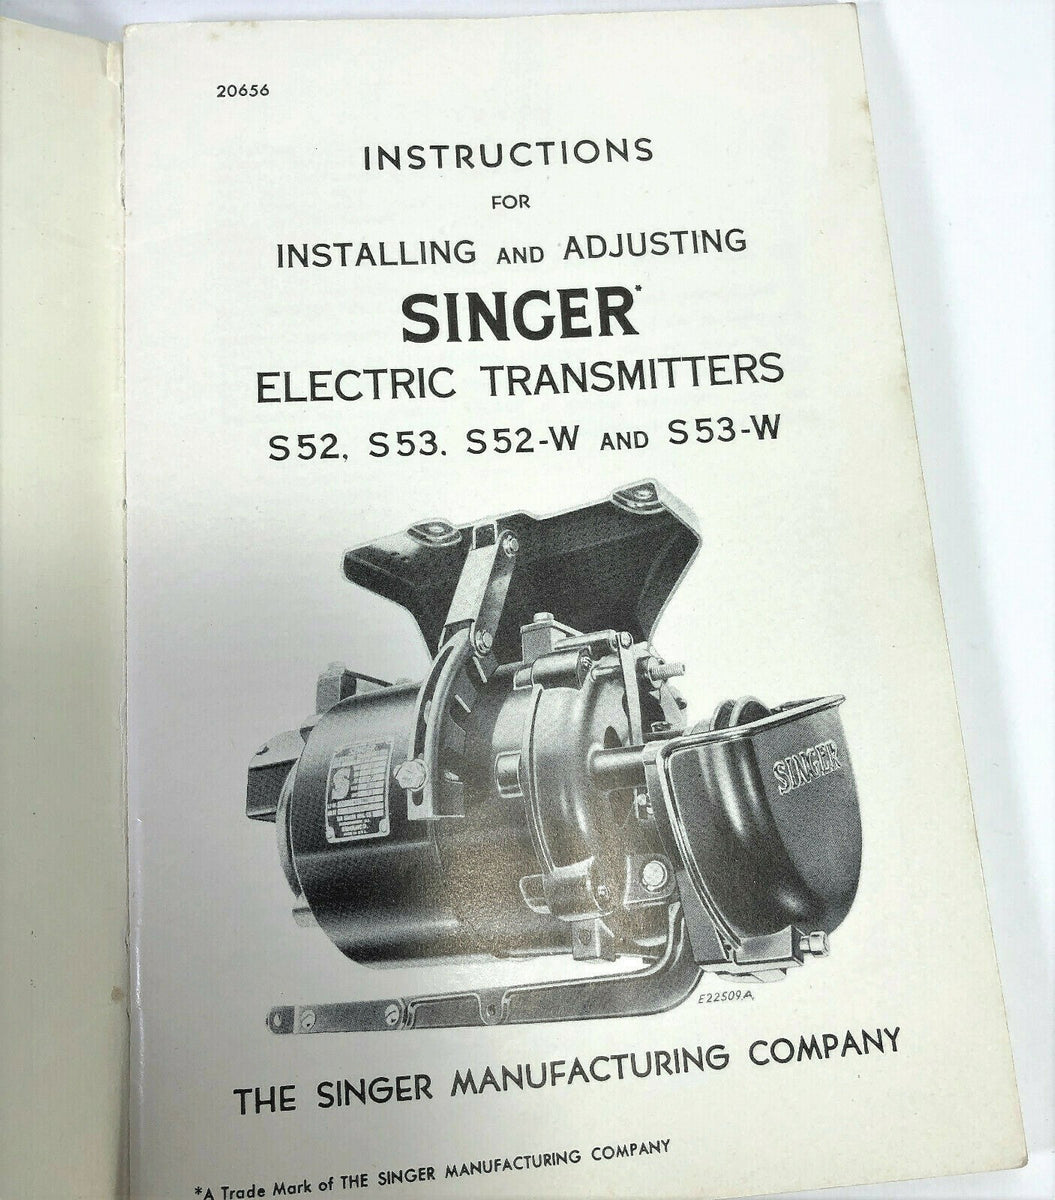 20656
INSTRUCTIONS
FOR
INSTALLING AND ADJUSTING
SINGER*
ELECTRIC TRANSMITTERS
S52, S53, S52-W AND S53-W
SINGER
E22509A
THE SINGER MANUFACTURING COMPANY
*A Trade Mark of THE SINGER MANUFACTURING COMPANY